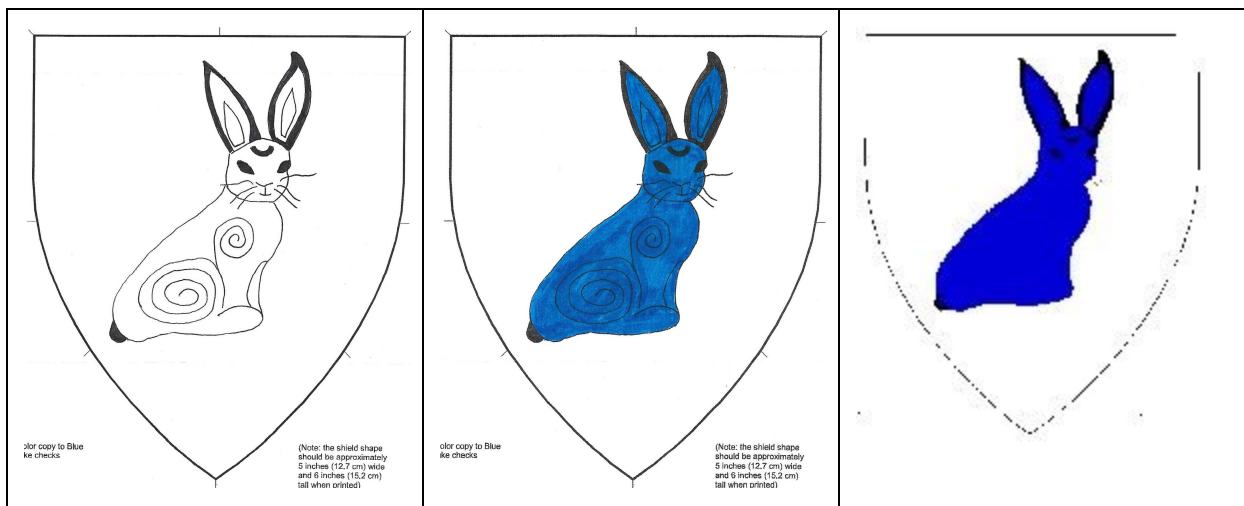 olor copy to Blue
ke checks
(Note: the shield shape
should be approximately
5 inches (12.7 cm) wide
and 6 inches (15.2 cm)
tall when printed)
olor copy to Blue
ke checks
(Note: the shield shape
should be approximately
5 inches (12.7 cm) wide
and 6 inches (15.2 cm)
tall when printed)